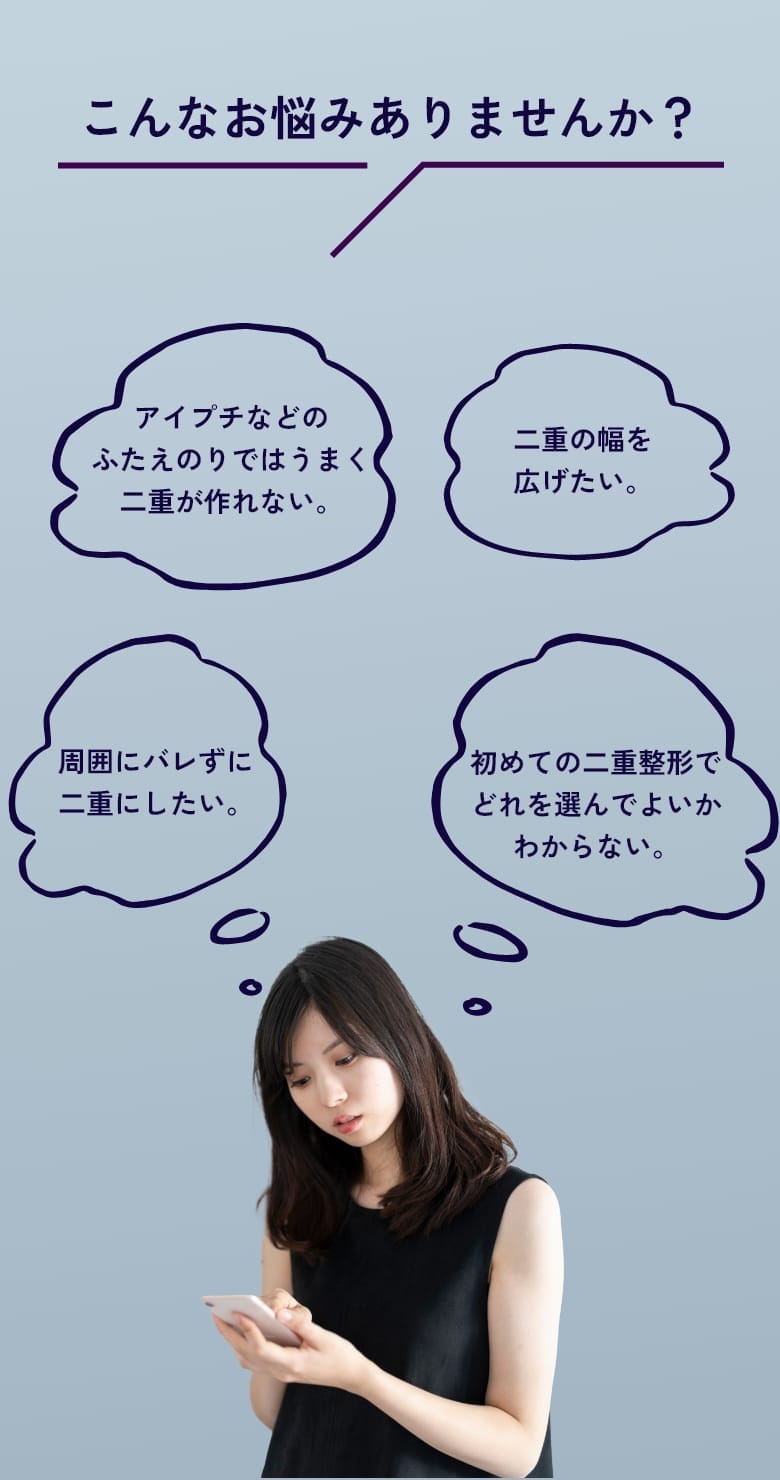 こんなお悩みありませんか？
アイプチなどの
ふたえのりではうまく
二重が作れない。
二重の幅を
広げたい。
周囲にバレずに
二重にしたい。
初めての二重整形で
どれを選んでよいか
わからない。